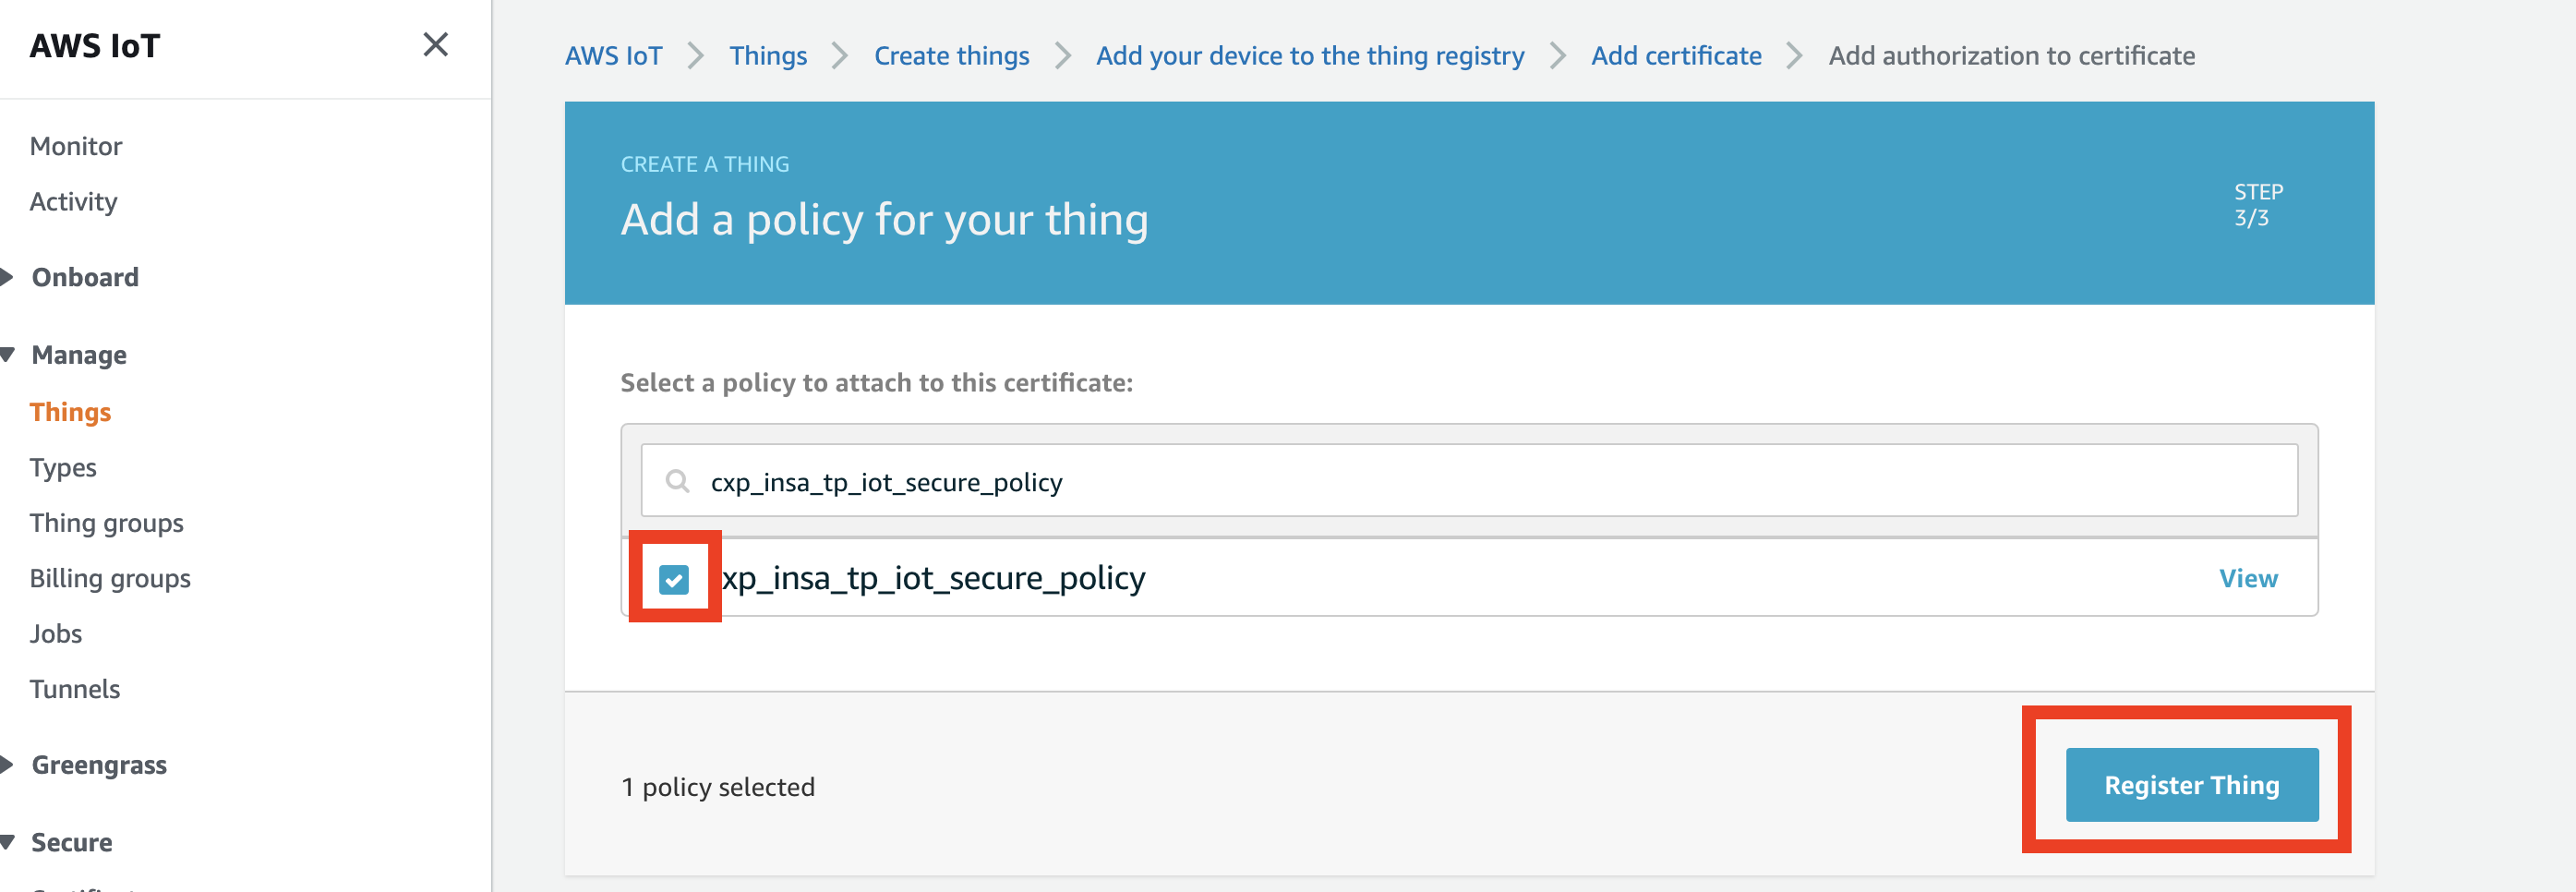 AWS IoT
Monitor
Activity
Onboard
Manage
Things
Types
Thing groups
Billing groups
Jobs
Tunnels
Greengrass
Secure
AWS IoT Things Create things Add your device to the thing registry Add certificate Add authorization to certificate
CREATE A THING
Add a policy for your thing
STEP
3/3
Select a policy to attach to this certificate:
cxp_insa_tp_iot_secure_policy
xp_insa_tp_iot_secure_policy
View
1 policy selected
Register Thing